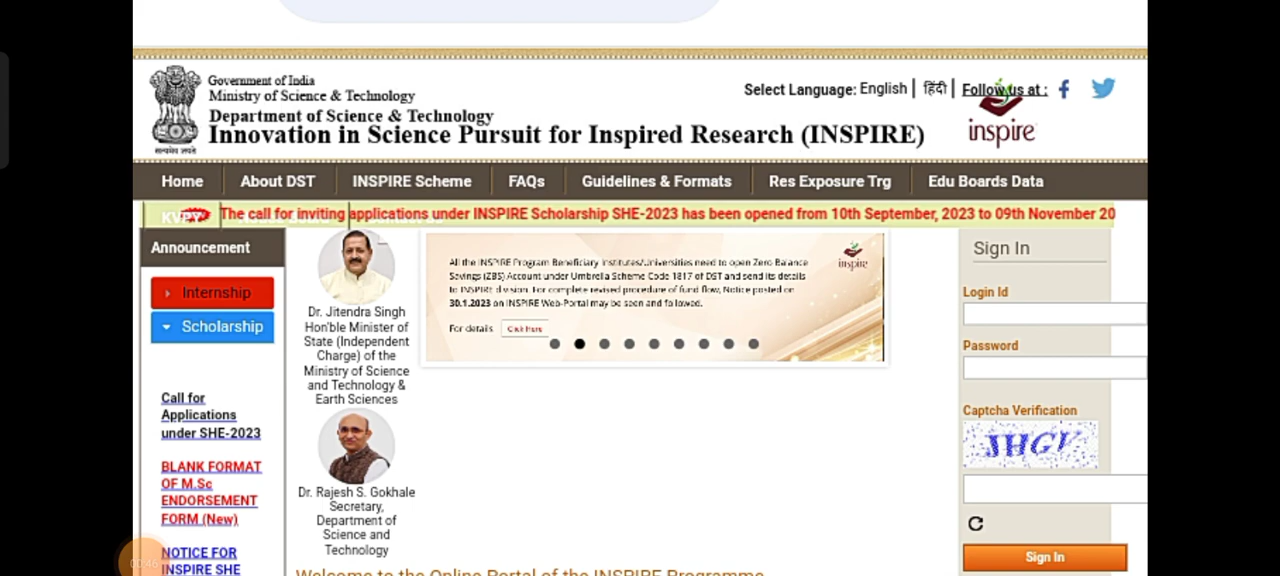 Government of India
Ministry of Science & Technology
Department of Science & Technology
Innovation in Science Pursuit for Inspired Research (INSPIRE)
सत्यमेव जयते
Select Language: English | हिंदी | Follow us at :
inspire
Home About DST INSPIRE Scheme FAQs Guidelines & Formats Res Exposure Trg Edu Boards Data
KVPY The call for inviting applications under INSPIRE Scholarship SHE-2023 has been opened from 10th September, 2023 to 09th November 20
Announcement
Internship
Scholarship
Call for
Applications
under SHE-2023
BLANK FORMAT
OF M.Sc
ENDORSEMENT
FORM (New)
NOTICE FOR
INSPIRE SHE
00:46
Dr. Jitendra Singh
Hon'ble Minister of
State (Independent
Charge) of the
Ministry of Science
and Technology &
Earth Sciences
Dr. Rajesh S. Gokhale
Secretary,
Department of
Science and
Technology
All the INSPIRE Program Beneficiary Institutes/Universities need to open Zero Balance
Savings (ZBS) Account under Umbrella Scheme Code 1817 of DST and send its details
to INSPIRE division. For complete revised procedure of fund flow, Notice posted on
30.1.2023 on INSPIRE Web-Portal may be seen and followed.
For details Click Here
inspire
Welcome to the Online Portal of the INSPIRE Programme
Sign In
Login Id
Password
Captcha Verification
JHGV
Sign In